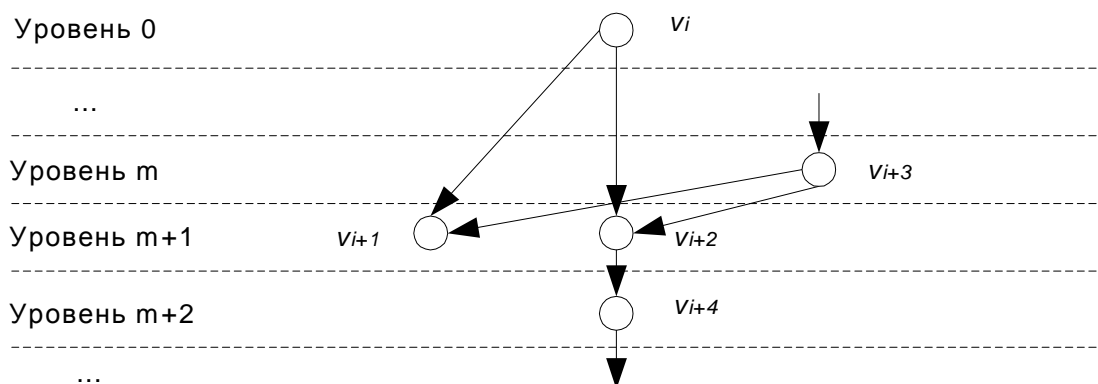 Уровень 0 vi
...
Уровень m vi+3
Уровень m+1 vi+1 vi+2
Уровень m+2 vi+4
...